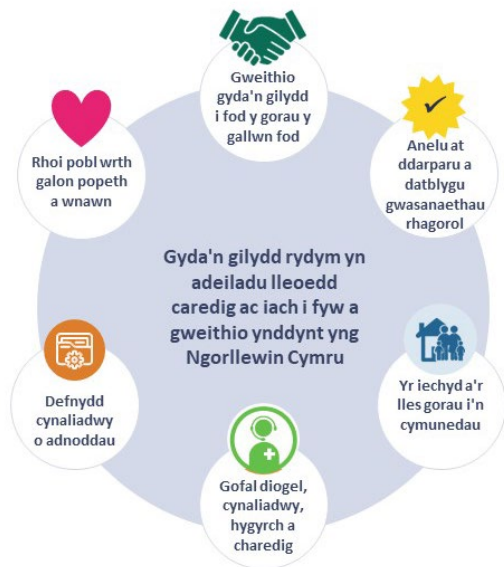 Gweithio
gyda'n gilydd
i fod y gorau y
gallwn fod
Rhoi pobl wrth
galon popeth
a wnawn
Anelu at
ddarparu a
datblygu
gwasanaethau
rhagorol
Gyda'n gilydd rydym yn
adeiladu lleoedd
caredig ac iach i fyw a
gweithio ynddynt yng
Ngorllewin Cymru
Defnydd
cynaliadwy
o adnoddau
Yr iechyd a'r
lles gorau i'n
cymunedau
Gofal diogel,
cynaliadwy,
hygyrch a
charedig